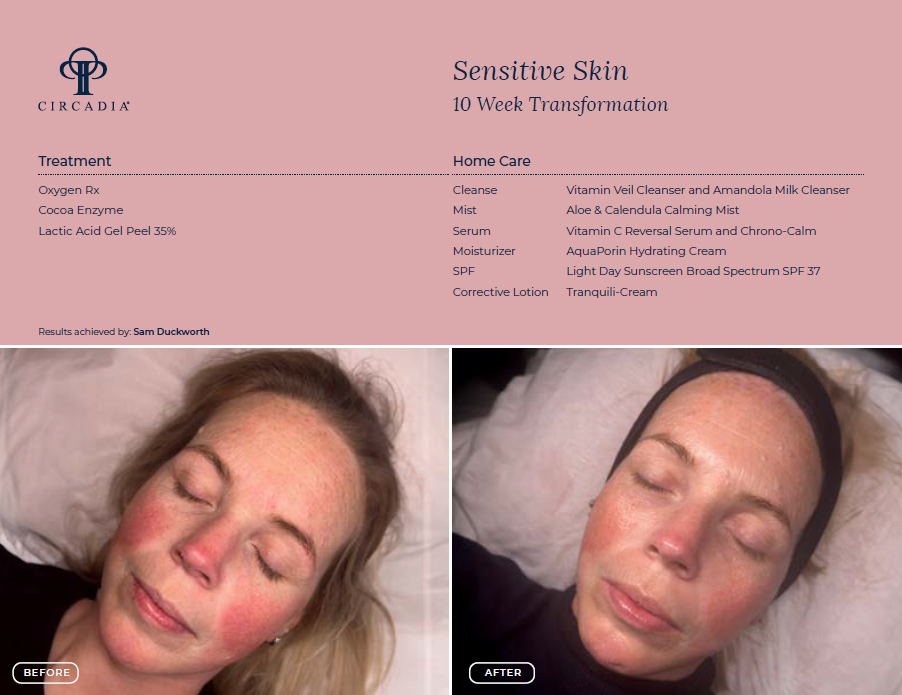 CIRCADIA®
Sensitive Skin
10 Week Transformation
Treatment
Oxygen Rx
Cocoa Enzyme
Lactic Acid Gel Peel 35%
Results achieved by: Sam Duckworth
Home Care
Cleanse Vitamin Veil Cleanser and Amandola Milk Cleanser
Mist Aloe & Calendula Calming Mist
Serum Vitamin C Reversal Serum and Chrono-Calm
Moisturizer AquaPorin Hydrating Cream
SPF Light Day Sunscreen Broad Spectrum SPF 37
Corrective Lotion Tranquili-Cream
BEFORE
AFTER